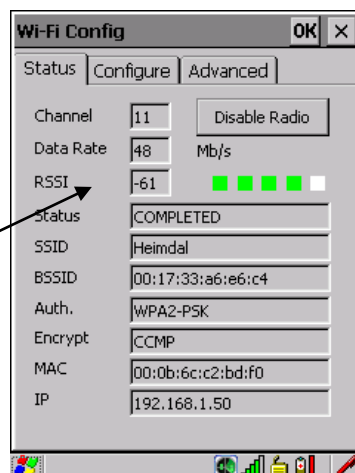 Wi-Fi Config OK ×
Status Configure Advanced
Channel 11 Disable Radio
Data Rate 48 Mb/s
RSSI -61
Status COMPLETED
SSID Heimdal
BSSID 00:17:33:a6:e6:c4
Auth. WPA2-PSK
Encrypt CCMP
MAC 00:0b:6c:c2:bd:f0
IP 192.168.1.50